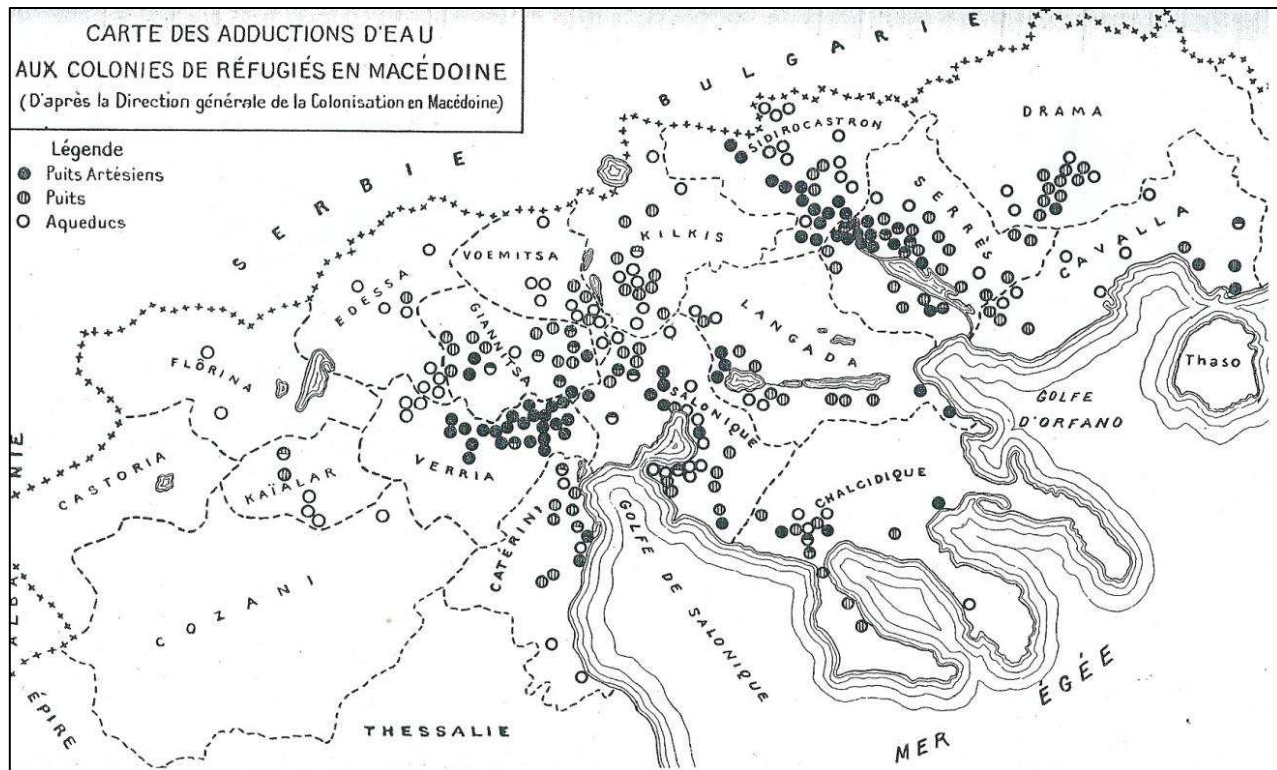 CARTE DES ADDUCTIONS D'EAU
AUX COLONIES DE RÉFUGIÉS EN MACÉDOINE
(D'après la Direction générale de la Colonisation en Macédoine)
Légende
Puits Artésiens
Puits
Aqueducs
BULGARIE
SERBIE
DRAMA
SIDIROCASTRON
SERRÈS
CAVALLA
KILKIS
VOEMITSA
EDESSA
GIANNITSA
LANGADA
FLÔRINA
Thaso
SALONIQUE
GOLFE
D'ORFANO
VERRIA
CASTORIA
KAÏALAR
CHALCIDIQUE
CATERINI
GOLFE DE SALONIQUE
COZANI
ALBA
NIE
ÉPIRE
THESSALIE
MER ÉGÉE